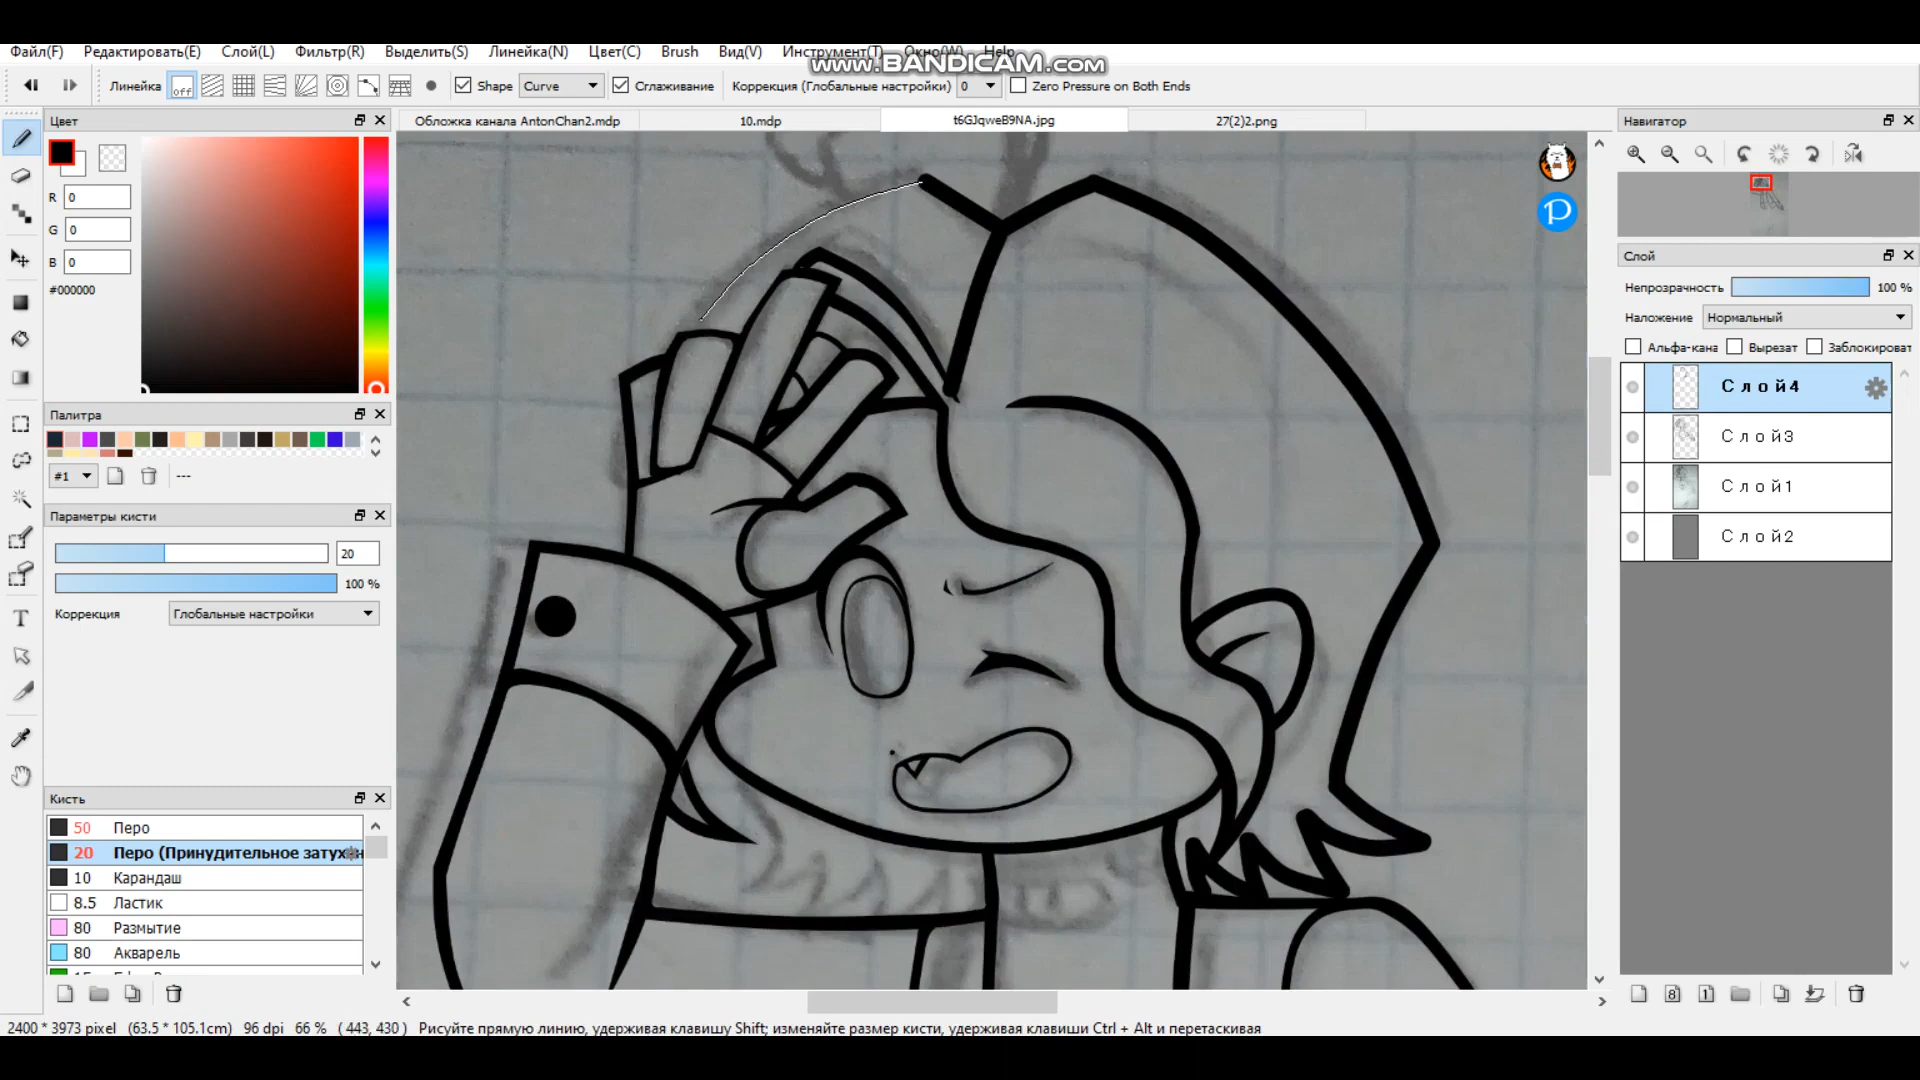 Файл(F) Редактировать(E) Слой(L) Фильтр(R) Выделить(S) Линейка(N) Цвет(C) Brush Вид(V) Инструмент(T) Окно(W) Help
www.BANDICAM.com
Линейка off Shape Curve Сглаживание Коррекция (Глобальные настройки) 0 Zero Pressure on Both Ends
Цвет
Обложка канала AntonChan2.mdp 10.mdp t6GJqweB9NA.jpg 27(2)2.png
Навигатор
R 0
G 0
B 0
#000000
Слой
Непрозрачность 100 %
Наложение Нормальный
Альфа-кана Вырезат Заблокироват
Слой4
Слой3
Слой1
Слой2
Палитра
#1 ---
Параметры кисти
20
100 %
Коррекция Глобальные настройки
Кисть
50 Перо
20 Перо (Принудительное затух
10 Карандаш
8.5 Ластик
80 Размытие
80 Акварель
T
P
8 1
2400 * 3973 pixel (63.5 * 105.1cm) 96 dpi 66 % ( 443, 430 ) Рисуйте прямую линию, удерживая клавишу Shift; изменяйте размер кисти, удерживая клавиши Ctrl + Alt и перетаскивая